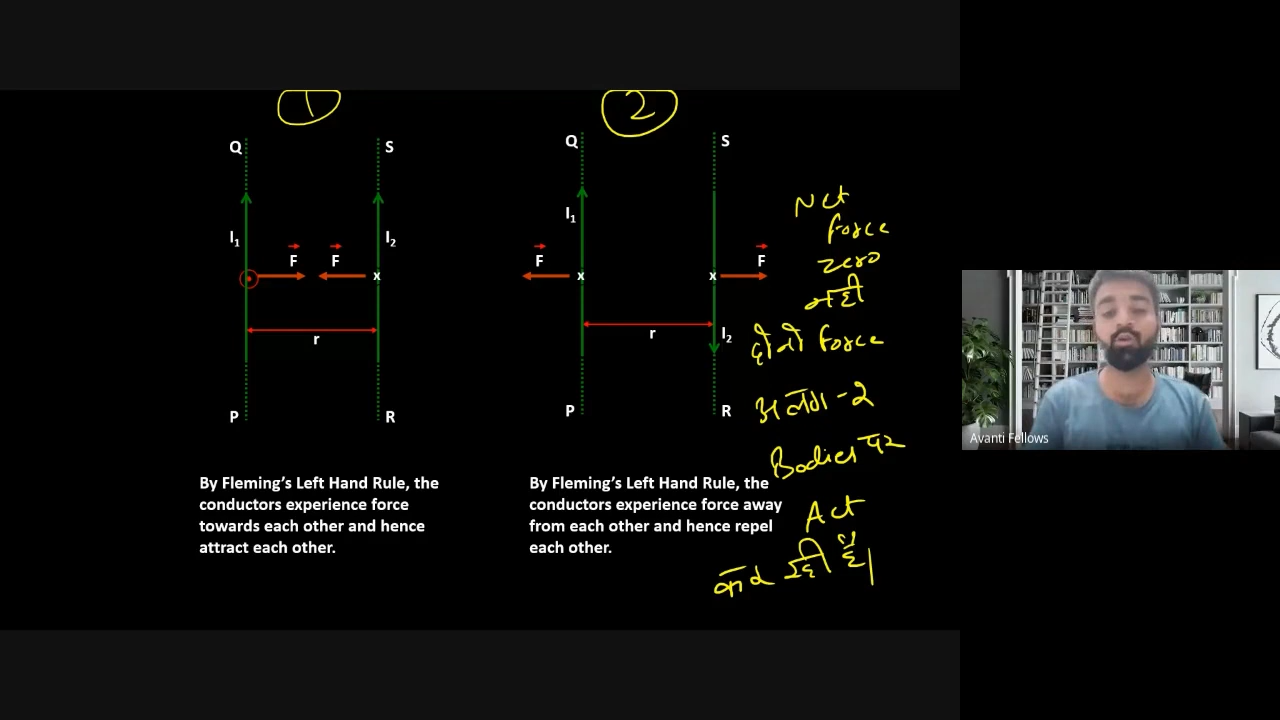 1
2
Q
S
Q
S
I₁
I₂
I₁
F
F
F
F
x
x
x
r
r
I₂
P
R
P
R
By Fleming's Left Hand Rule, the
conductors experience force
towards each other and hence
attract each other.
By Fleming's Left Hand Rule, the
conductors experience force away
from each other and hence repel
each other.
Net
force
zero
नहीं
दोनो force
अलग-2
Bodies पर
Act
कर रही है।
Avanti Fellows